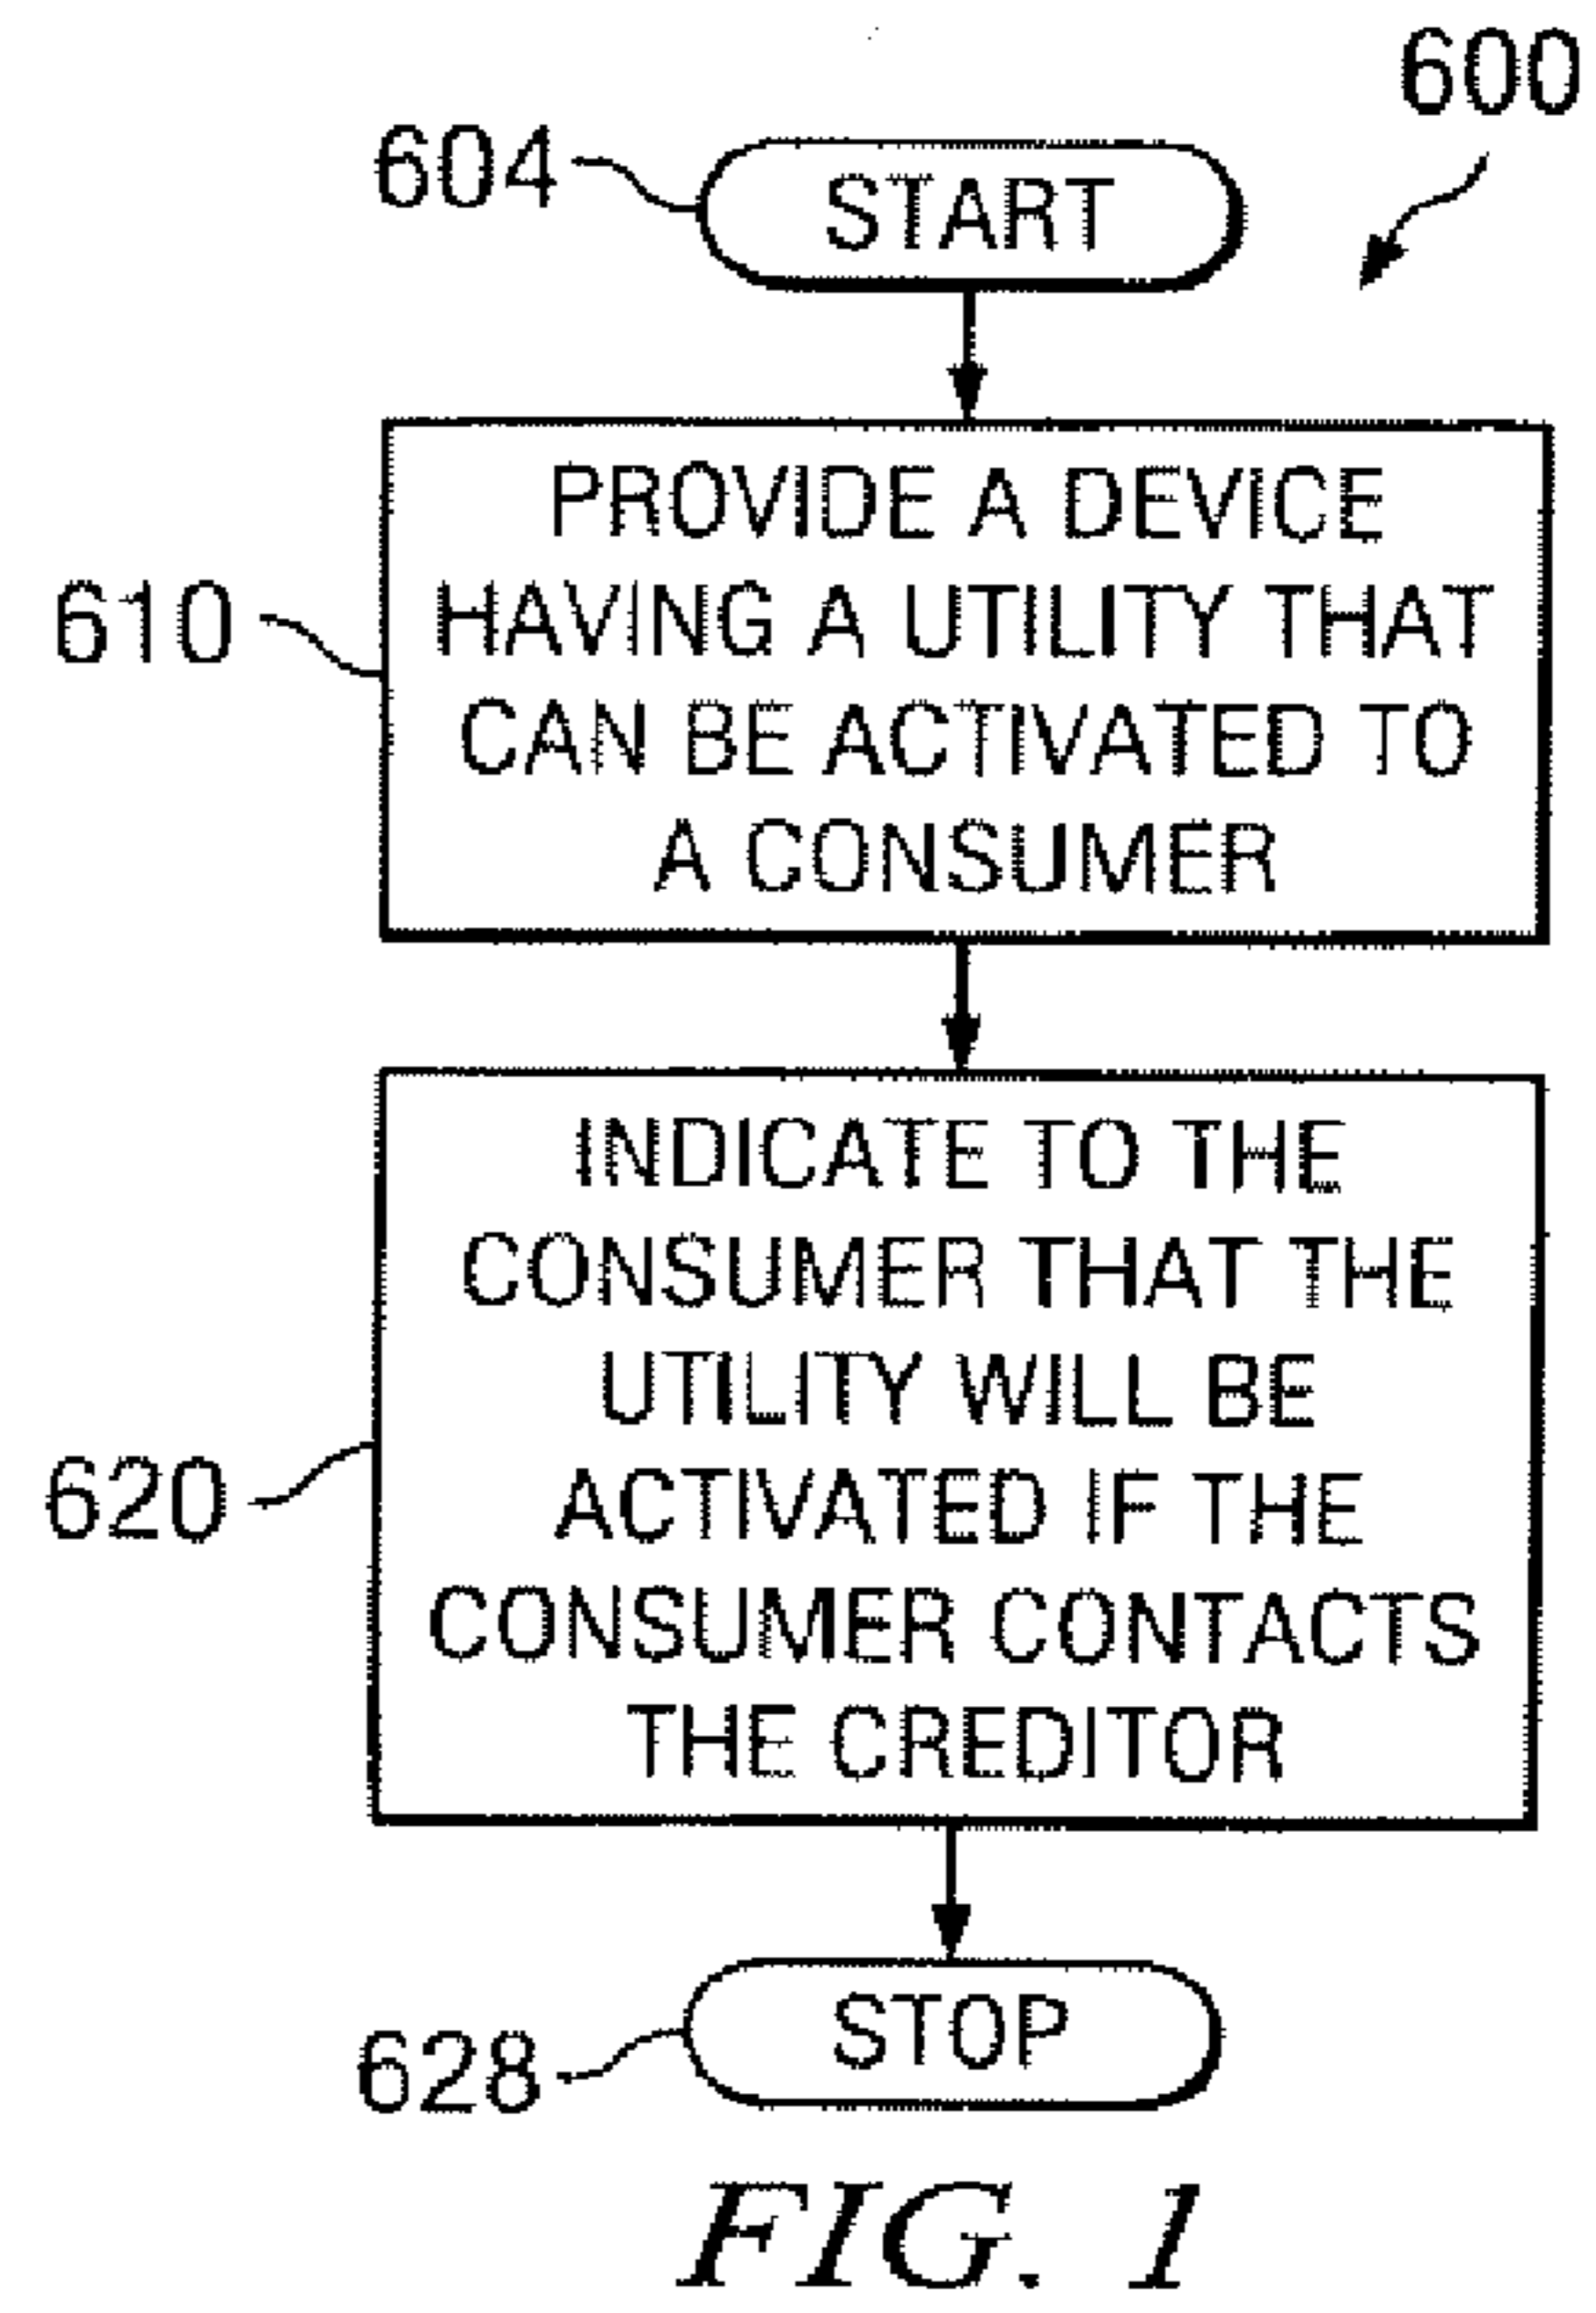 600
604
START
PROVIDE A DEVICE
HAVING A UTILITY THAT
610
CAN BE ACTIVATED TO
A CONSUMER
INDICATE TO THE
CONSUMER THAT THE
UTILITY WILL BE
620
ACTIVATED IF THE
CONSUMER CONTACTS
THE CREDITOR
STOP
628
FIG. 1